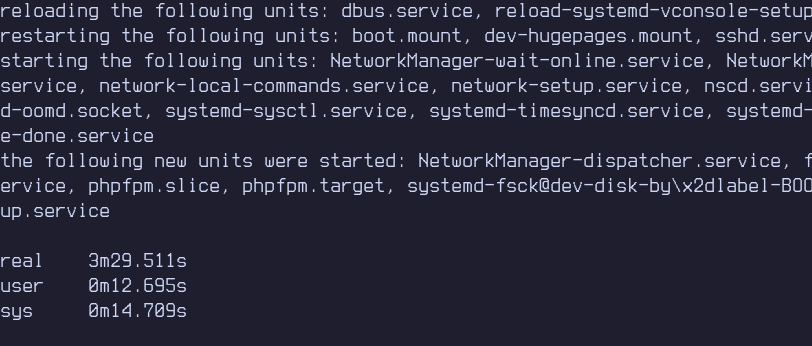 reloading the following units: dbus.service, reload-systemd-vconsole-setup
restarting the following units: boot.mount, dev-hugepages.mount, sshd.serv
starting the following units: NetworkManager-wait-online.service, NetworkM
service, network-local-commands.service, network-setup.service, nscd.servi
d-oomd.socket, systemd-sysctl.service, systemd-timesyncd.service, systemd-
e-done.service
the following new units were started: NetworkManager-dispatcher.service, f
ervice, phpfpm.slice, phpfpm.target, systemd-fsck@dev-disk-by\x2dlabel-BOO
up.service
real 3m29.511s
user 0m12.695s
sys 0m14.709s